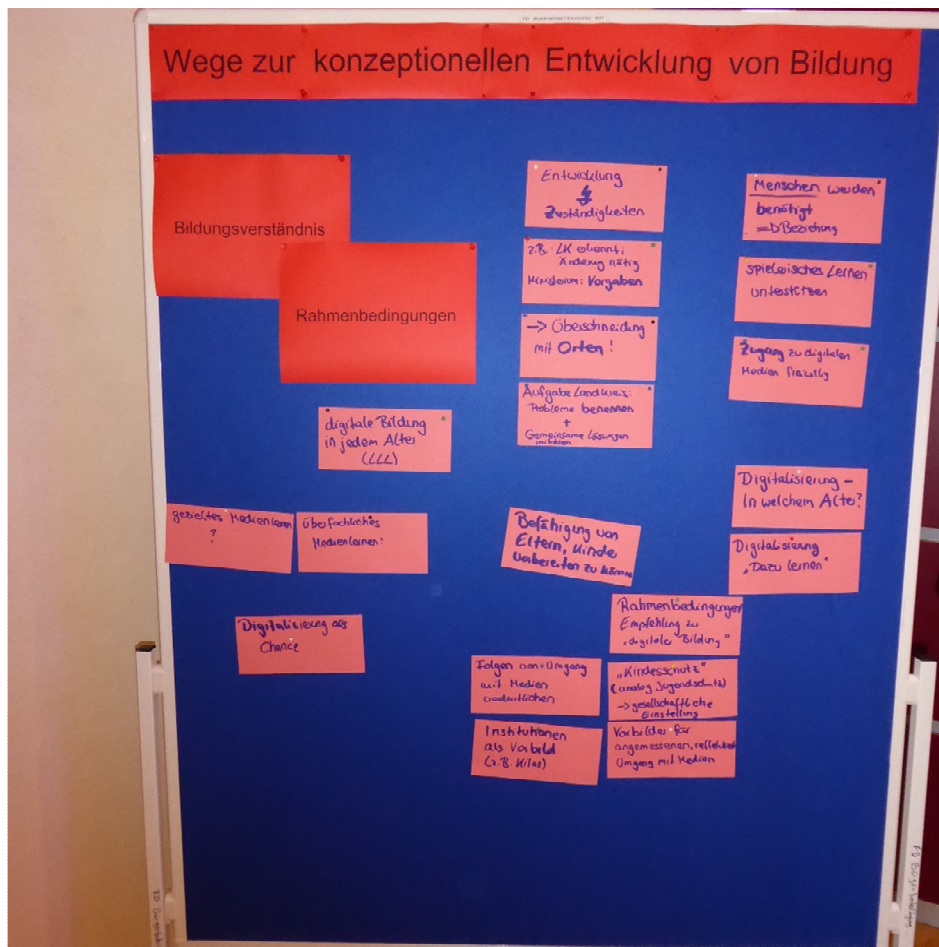 Wege zur konzeptionellen Entwicklung von Bildung
Bildungsverständnis
Rahmenbedingungen
digitale Bildung
in jedem Alter
(LLL)
gezieltes Medienlernen
?
überfachliches
Medienlernen?
Digitalisierung als
Chance
Entwicklung
Zuständigkeiten
z.B. LK erkennt:
Änderung nötig
Ministerium: Vorgaben
-> Überschneidung
mit Orten!
Aufgabe Landkreis:
Probleme benennen
+
Gemeinsame Lösungen
Befähigung von
Eltern, Kinder
vorbereiten zu können
Menschen werden
benötigt
=> Beziehung
spielerisches Lernen
unterstützen
Zugang zu digitalen
Medien freiwillig
Digitalisierung -
In welchem Alter?
Digitalisierung
"Dazu lernen"
Rahmenbedingungen
Empfehlung zu
"digitaler Bildung"
Folgen von Umgang
mit Medien
verdeutlichen
"Kindesschutz"
(analog Jugendschutz)
-> gesellschaftliche
Einstellung
Institutionen
als Vorbild
(z.B. Kitas)
Vorbilder für
angemessenen, reflektiert
Umgang mit Medien